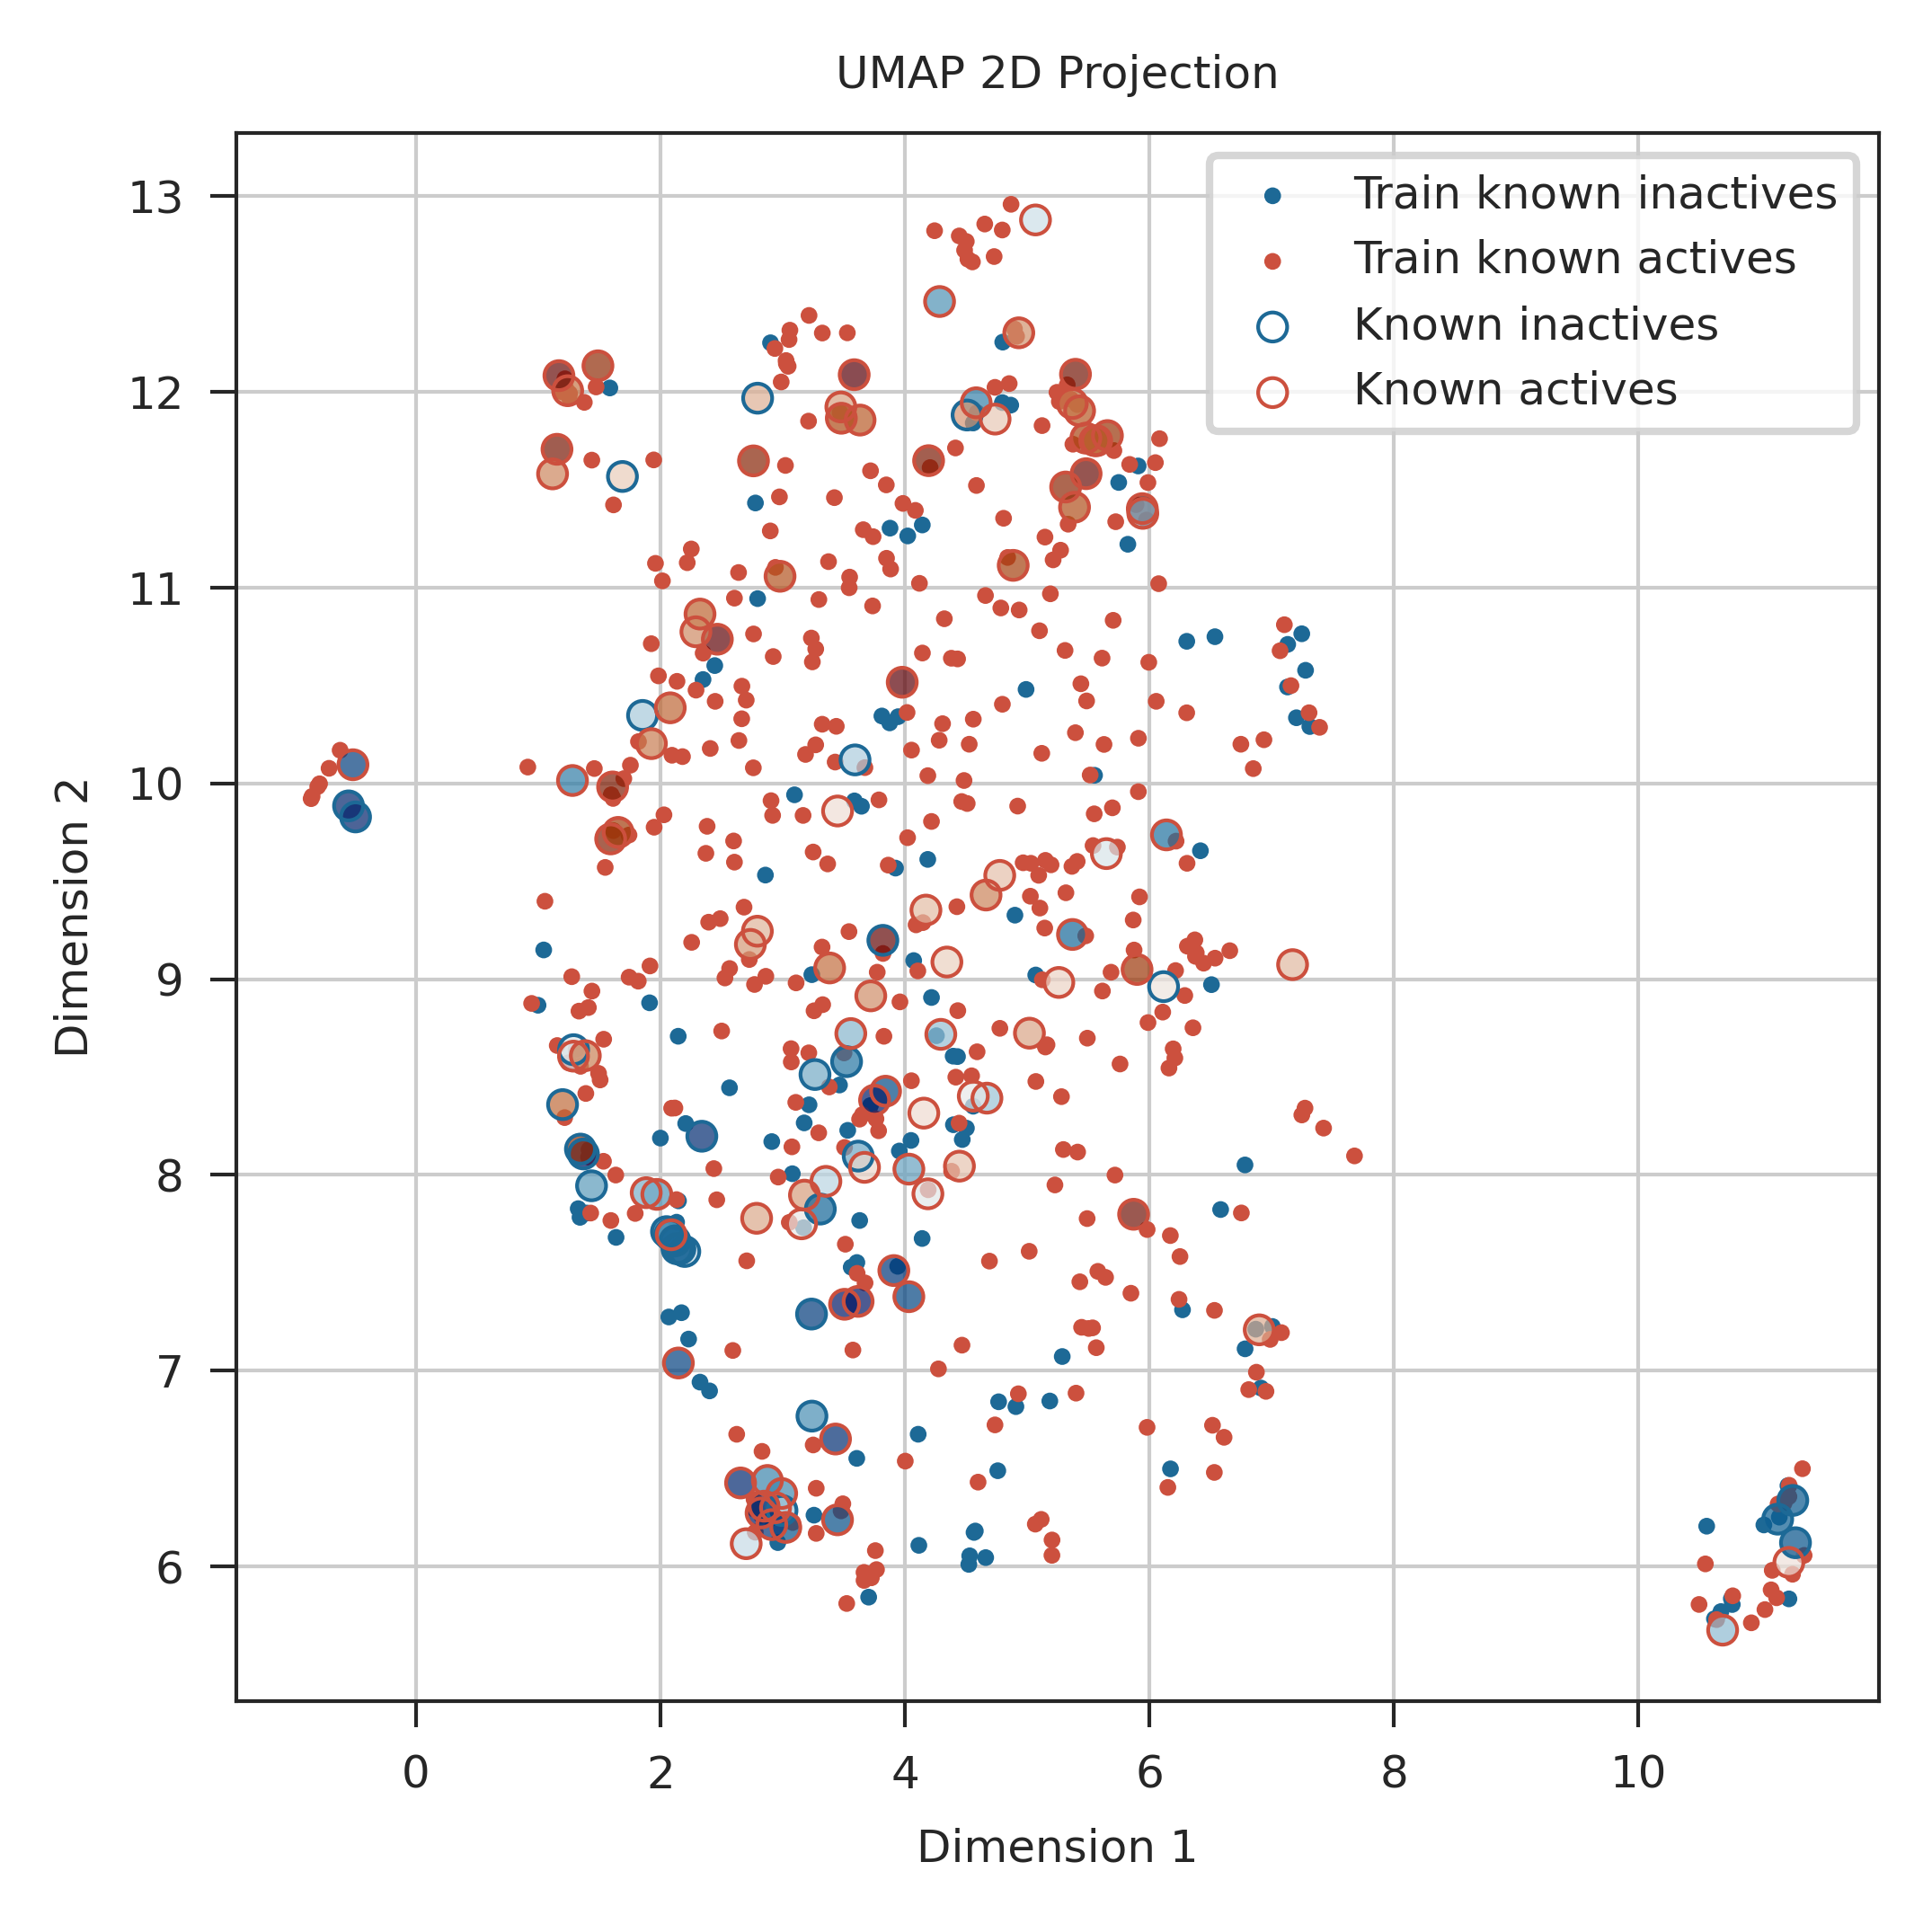 UMAP 2D Projection
Train known inactives
Train known actives
Known inactives
Known actives
13
12
11
10
9
8
7
6
Dimension 2
0 2 4 6 8 10
Dimension 1